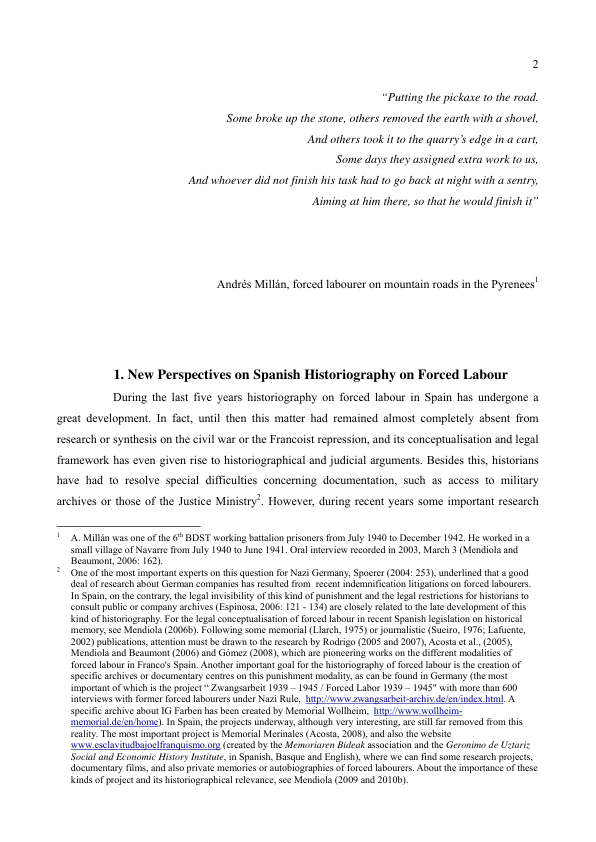 2
“Putting the pickaxe to the road.
Some broke up the stone, others removed the earth with a shovel,
And others took it to the quarry’s edge in a cart,
Some days they assigned extra work to us,
And whoever did not finish his task had to go back at night with a sentry,
Aiming at him there, so that he would finish it”
Andrés Millán, forced labourer on mountain roads in the Pyrenees1
1. New Perspectives on Spanish Historiography on Forced Labour
During the last five years historiography on forced labour in Spain has undergone a
great development. In fact, until then this matter had remained almost completely absent from
research or synthesis on the civil war or the Francoist repression, and its conceptualisation and legal
framework has even given rise to historiographical and judicial arguments. Besides this, historians
have had to resolve special difficulties concerning documentation, such as access to military
archives or those of the Justice Ministry2. However, during recent years some important research
1 A. Millán was one of the 6th BDST working battalion prisoners from July 1940 to December 1942. He worked in a
small village of Navarre from July 1940 to June 1941. Oral interview recorded in 2003, March 3 (Mendiola and
Beaumont, 2006: 162).
2 One of the most important experts on this question for Nazi Germany, Spoerer (2004: 253), underlined that a good
deal of research about German companies has resulted from recent indemnification litigations on forced labourers.
In Spain, on the contrary, the legal invisibility of this kind of punishment and the legal restrictions for historians to
consult public or company archives (Espinosa, 2006: 121 - 134) are closely related to the late development of this
kind of historiography. For the legal conceptualisation of forced labour in recent Spanish legislation on historical
memory, see Mendiola (2006b). Following some memorial (Llarch, 1975) or journalistic (Sueiro, 1976; Lafuente,
2002) publications, attention must be drawn to the research by Rodrigo (2005 and 2007), Acosta et al., (2005),
Mendiola and Beaumont (2006) and Gómez (2008), which are pioneering works on the different modalities of
forced labour in Franco's Spain. Another important goal for the historiography of forced labour is the creation of
specific archives or documentary centres on this punishment modality, as can be found in Germany (the most
important of which is the project “ Zwangsarbeit 1939 – 1945 / Forced Labor 1939 – 1945" with more than 600
interviews with former forced labourers under Nazi Rule, http://www.zwangsarbeit-archiv.de/en/index.html. A
specific archive about IG Farben has been created by Memorial Wollheim, http://www.wollheim-
memorial.de/en/home). In Spain, the projects underway, although very interesting, are still far removed from this
reality. The most important project is Memorial Merinales (Acosta, 2008), and also the website
www.esclavitudbajoelfranquismo.org (created by the Memoriaren Bideak association and the Geronimo de Uztariz
Social and Economic History Institute, in Spanish, Basque and English), where we can find some research projects,
documentary films, and also private memories or autobiographies of forced labourers. About the importance of these
kinds of project and its historiographical relevance, see Mendiola (2009 and 2010b).